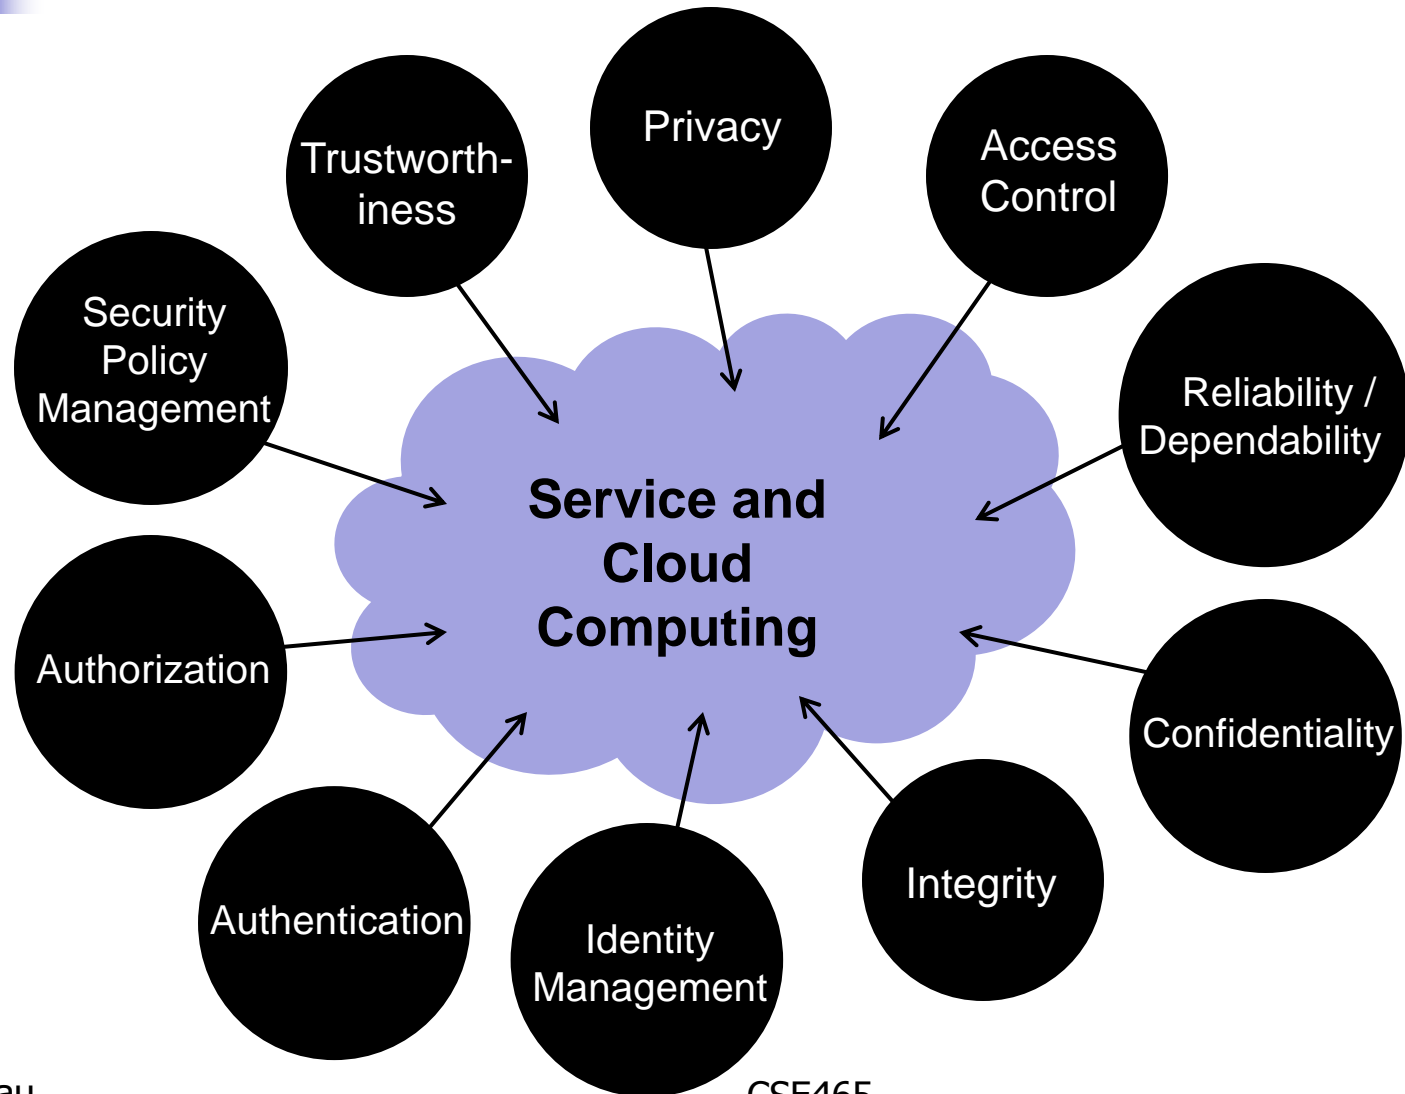 Privacy
Trustworth-
iness
Access
Control
Security
Policy
Management
Reliability /
Dependability
Service and
Cloud
Computing
Authorization
Confidentiality
Authentication
Integrity
Identity
Management
CSE465